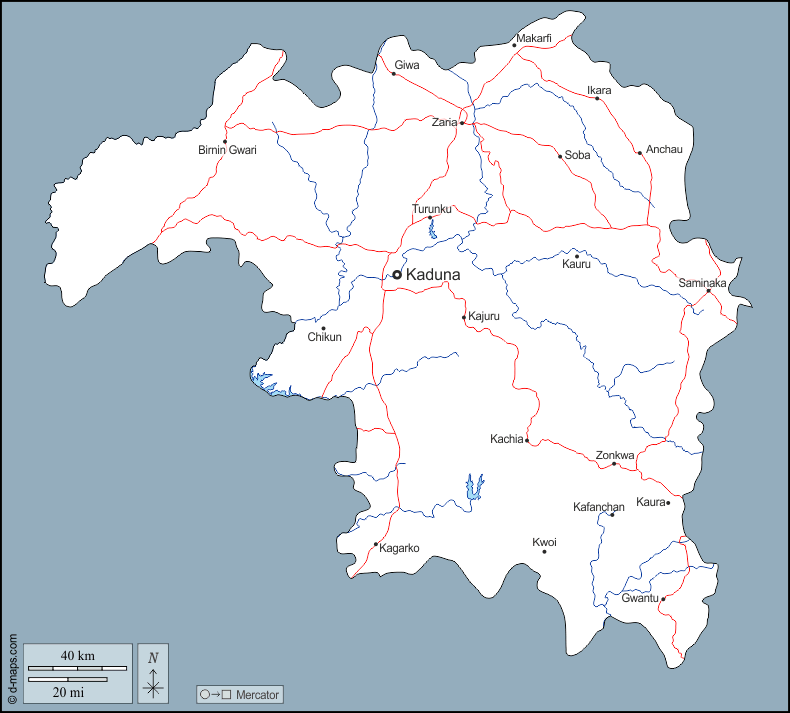 Makarfi
Giwa
Ikara
Zaria
Birnin Gwari
Soba
Anchau
Turunku
Kauru
Kaduna
Saminaka
Kajuru
Chikun
Kachia
Zonkwa
Kaura
Kafanchan
Kwoi
Kagarko
Gwantu
© d-maps.com
40 km
20 mi
N
Mercator